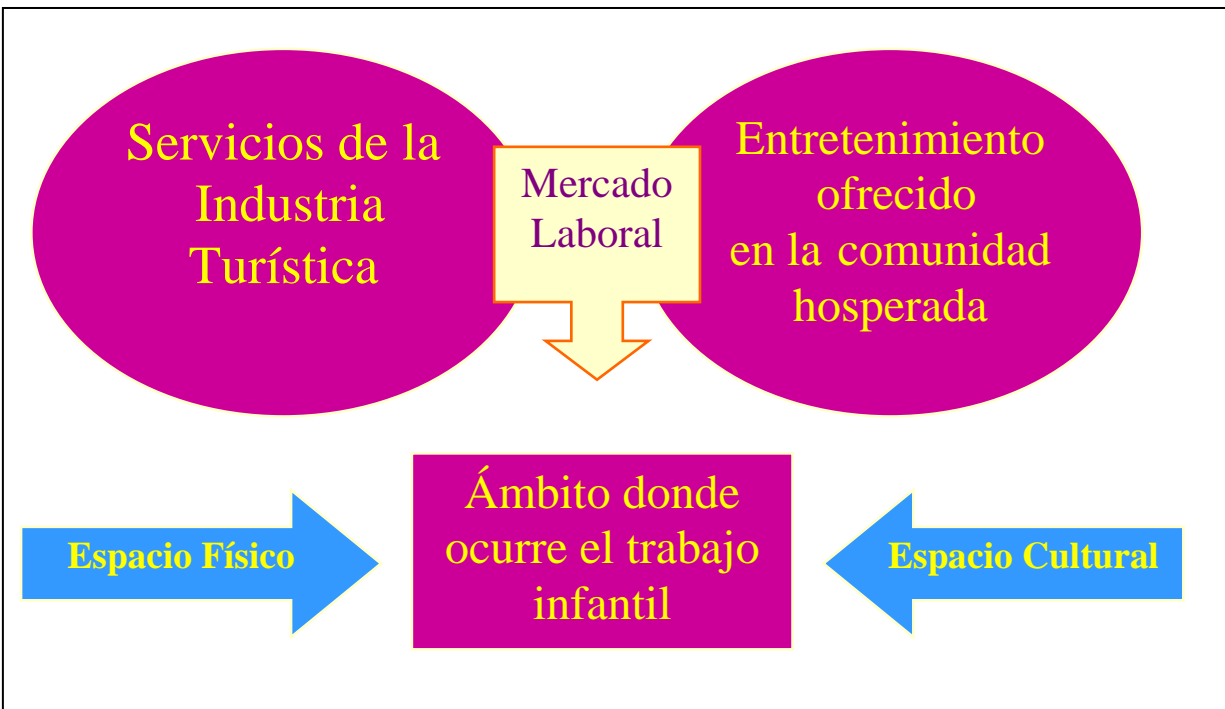 Servicios de la
Industria
Turística
Mercado
Laboral
Entretenimiento
ofrecido
en la comunidad
hosperada
Espacio Físico
Ámbito donde
ocurre el trabajo
infantil
Espacio Cultural